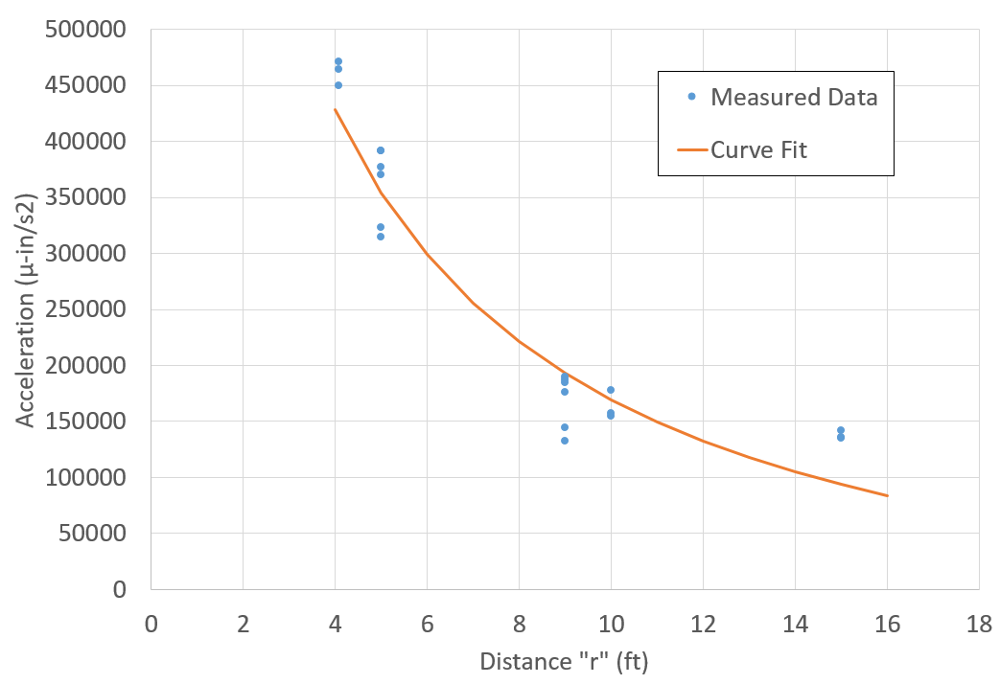 500000
450000
400000
350000
300000
250000
200000
150000
100000
50000
0
Acceleration (μ-in/s2)
Measured Data
Curve Fit
0 2 4 6 8 10 12 14 16 18
Distance "r" (ft)